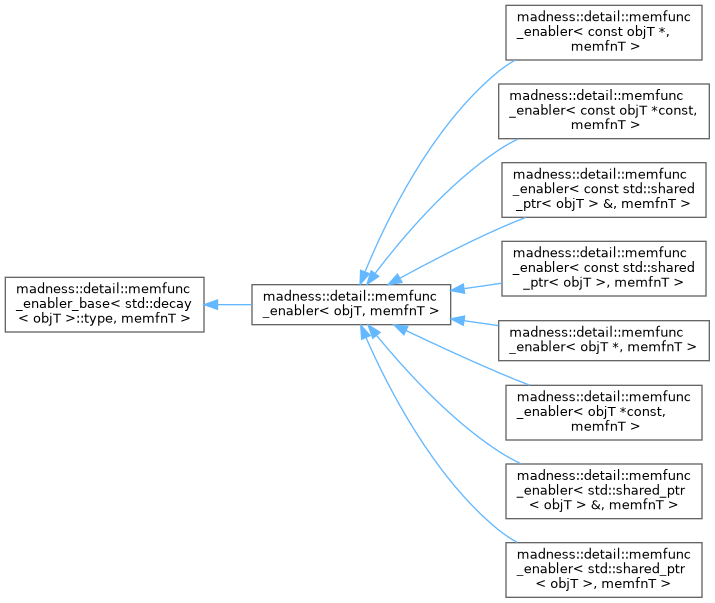 madness::detail::memfunc
_enabler_base< std::decay
< objT >::type, memfnT >
madness::detail::memfunc
_enabler< objT, memfnT >
madness::detail::memfunc
_enabler< const objT *,
memfnT >
madness::detail::memfunc
_enabler< const objT *const,
memfnT >
madness::detail::memfunc
_enabler< const std::shared
_ptr< objT > &, memfnT >
madness::detail::memfunc
_enabler< const std::shared
_ptr< objT >, memfnT >
madness::detail::memfunc
_enabler< objT *, memfnT >
madness::detail::memfunc
_enabler< objT *const,
memfnT >
madness::detail::memfunc
_enabler< std::shared_ptr
< objT > &, memfnT >
madness::detail::memfunc
_enabler< std::shared_ptr
< objT >, memfnT >